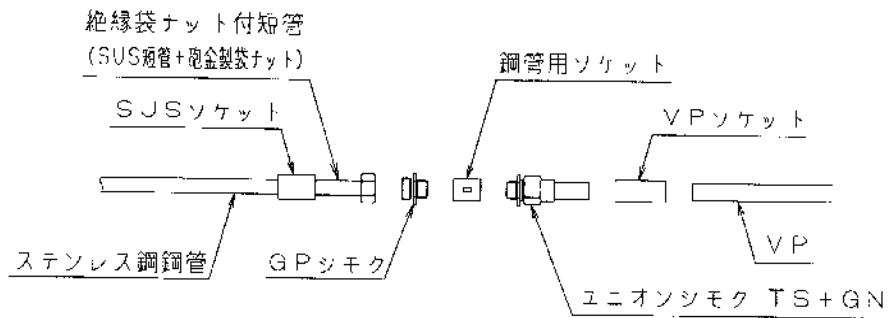 絶縁袋ナット付短管
(SUS短管+砲金製袋ナット)
鋼管用ソケット
SJSソケット
VPソケット
ステンレス鋼鋼管
GPシモク
VP
ユニオンシモク TS+GN